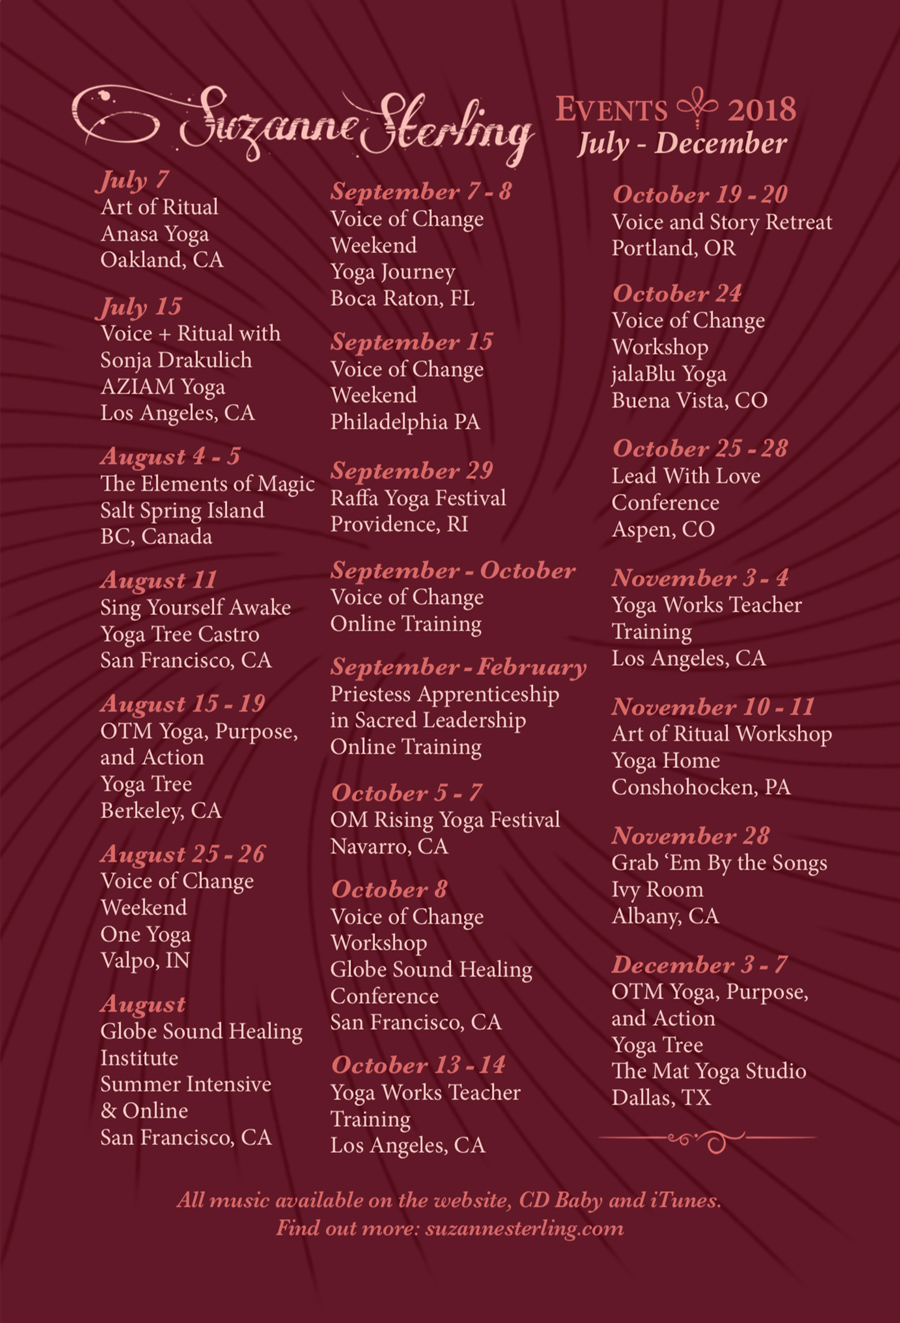 Suzanne Sterling
EVENTS 2018
July - December
July 7
Art of Ritual
Anasa Yoga
Oakland, CA
July 15
Voice + Ritual with
Sonja Drakulich
AZIAM Yoga
Los Angeles, CA
August 4 - 5
The Elements of Magic
Salt Spring Island
BC, Canada
August 11
Sing Yourself Awake
Yoga Tree Castro
San Francisco, CA
August 15 - 19
OTM Yoga, Purpose,
and Action
Yoga Tree
Berkeley, CA
August 25 - 26
Voice of Change
Weekend
One Yoga
Valpo, IN
August
Globe Sound Healing
Institute
Summer Intensive
& Online
San Francisco, CA
September 7 - 8
Voice of Change
Weekend
Yoga Journey
Boca Raton, FL
September 15
Voice of Change
Weekend
Philadelphia PA
September 29
Raffa Yoga Festival
Providence, RI
September - October
Voice of Change
Online Training
September - February
Priestess Apprenticeship
in Sacred Leadership
Online Training
October 5 - 7
OM Rising Yoga Festival
Navarro, CA
October 8
Voice of Change
Workshop
Globe Sound Healing
Conference
San Francisco, CA
October 13 - 14
Yoga Works Teacher
Training
Los Angeles, CA
October 19 - 20
Voice and Story Retreat
Portland, OR
October 24
Voice of Change
Workshop
jalaBlu Yoga
Buena Vista, CO
October 25 - 28
Lead With Love
Conference
Aspen, CO
November 3 - 4
Yoga Works Teacher
Training
Los Angeles, CA
November 10 - 11
Art of Ritual Workshop
Yoga Home
Conshohocken, PA
November 28
Grab ‘Em By the Songs
Ivy Room
Albany, CA
December 3 - 7
OTM Yoga, Purpose,
and Action
Yoga Tree
The Mat Yoga Studio
Dallas, TX
All music available on the website, CD Baby and iTunes.
Find out more: suzannesterling.com